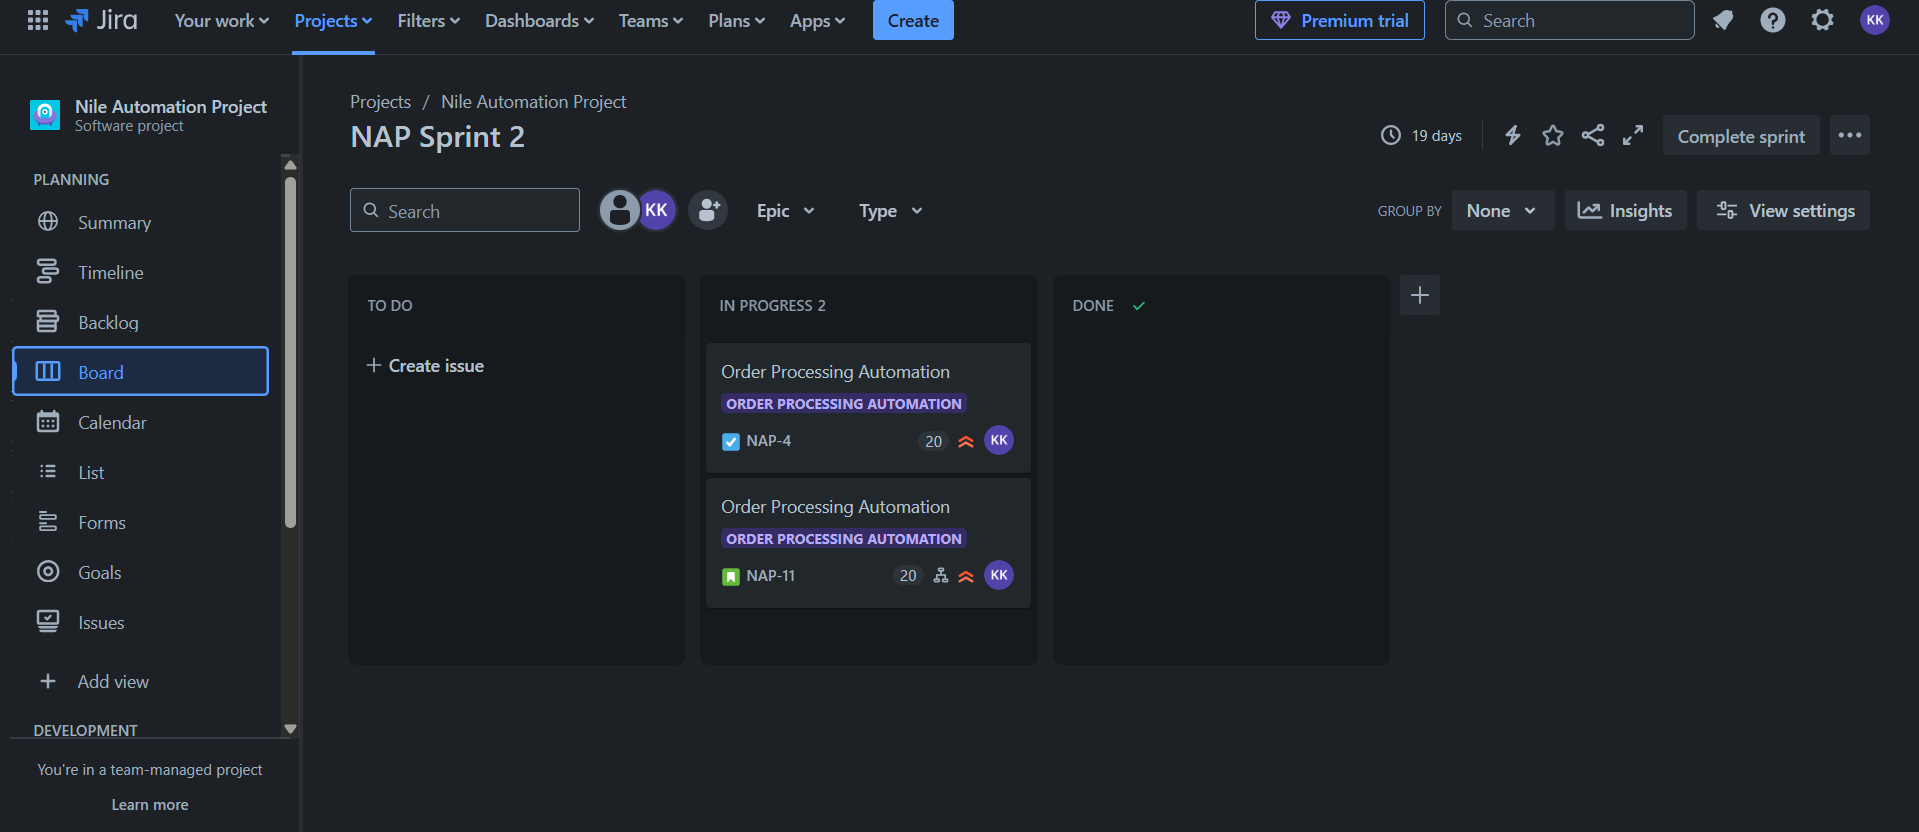 Jira
Your work
Projects
Filters
Dashboards
Teams
Plans
Apps
Create
Premium trial
Search
KK
Nile Automation Project
Software project
PLANNING
Summary
Timeline
Backlog
Board
Calendar
List
Forms
Goals
Issues
Add view
DEVELOPMENT
You're in a team-managed project
Learn more
Projects / Nile Automation Project
NAP Sprint 2
19 days
Complete sprint
Search
KK
Epic
Type
GROUP BY
None
Insights
View settings
TO DO
+ Create issue
IN PROGRESS 2
Order Processing Automation
ORDER PROCESSING AUTOMATION
NAP-4 20 KK
Order Processing Automation
ORDER PROCESSING AUTOMATION
NAP-11 20 KK
DONE